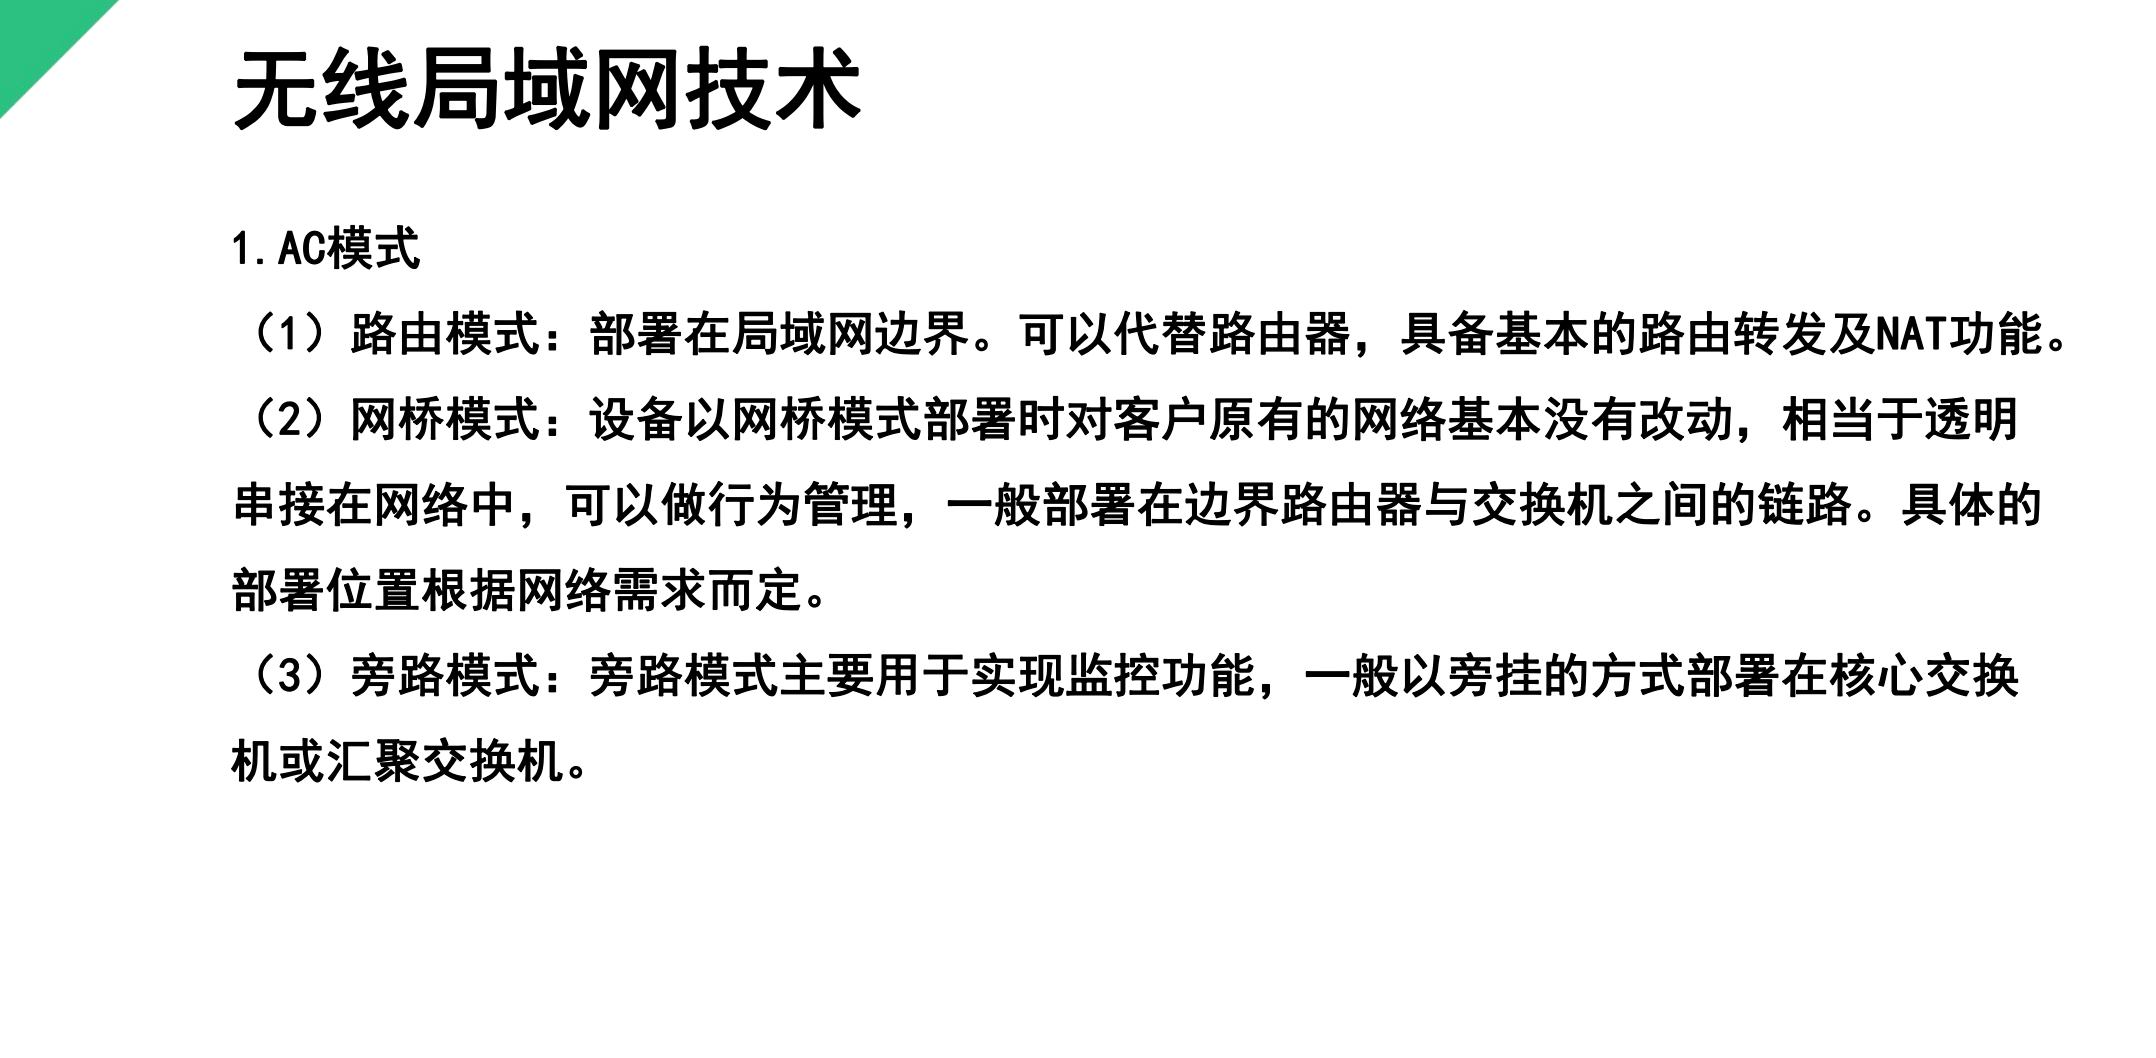 无线局域网技术
1.AC模式
（1）路由模式：部署在局域网边界。可以代替路由器，具备基本的路由转发及NAT功能。
（2）网桥模式：设备以网桥模式部署时对客户原有的网络基本没有改动，相当于透明
串接在网络中，可以做行为管理，一般部署在边界路由器与交换机之间的链路。具体的
部署位置根据网络需求而定。
（3）旁路模式：旁路模式主要用于实现监控功能，一般以旁挂的方式部署在核心交换
机或汇聚交换机。